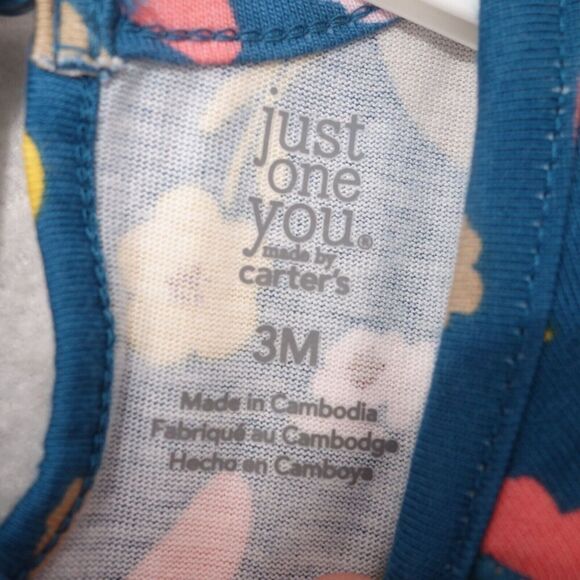 just
one
you®
made by
carter's
3M
Made in Cambodia
Fabriqué au Cambodge
Hecho en Camboya